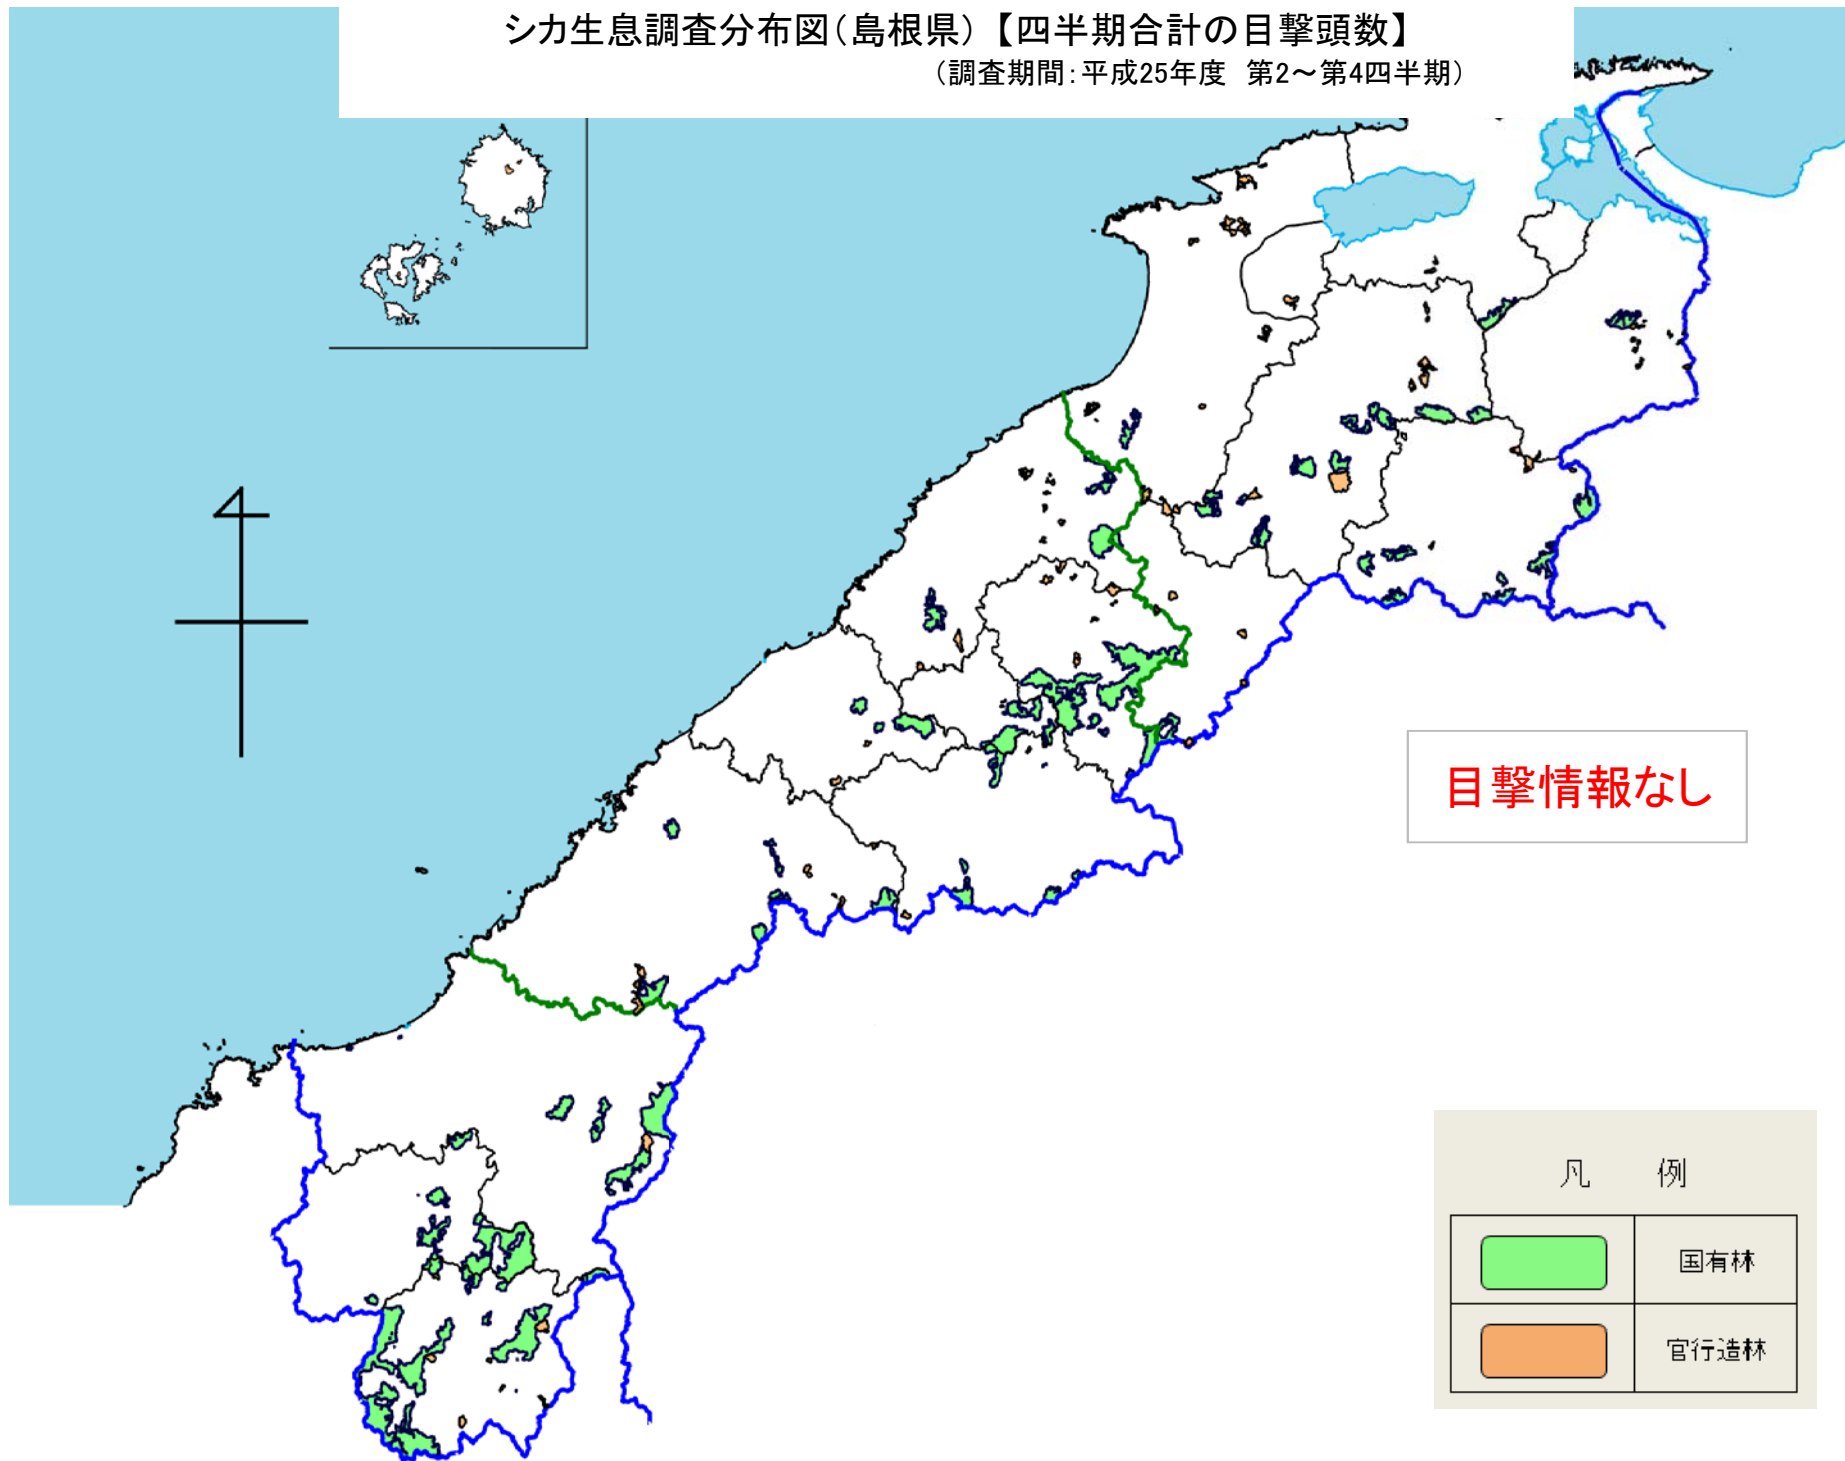 シカ生息調査分布図（島根県）【四半期合計の目撃頭数】
（調査期間：平成25年度 第2～第4四半期）
目撃情報なし
凡 例
国有林
官行造林